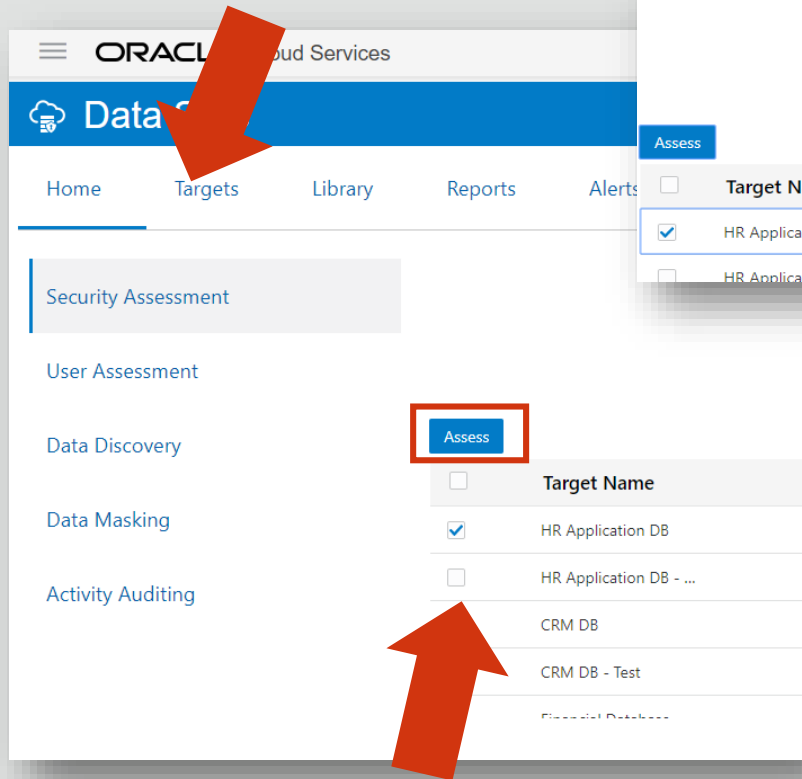 ORACL oud Services
Data
Home Targets Library Reports Alerts
Security Assessment
User Assessment
Data Discovery
Data Masking
Activity Auditing
Assess
Target Name
HR Application DB
HR Application DB - ...
CRM DB
CRM DB - Test
Financial Database
Assess
Target N
HR Applica
HR Applica